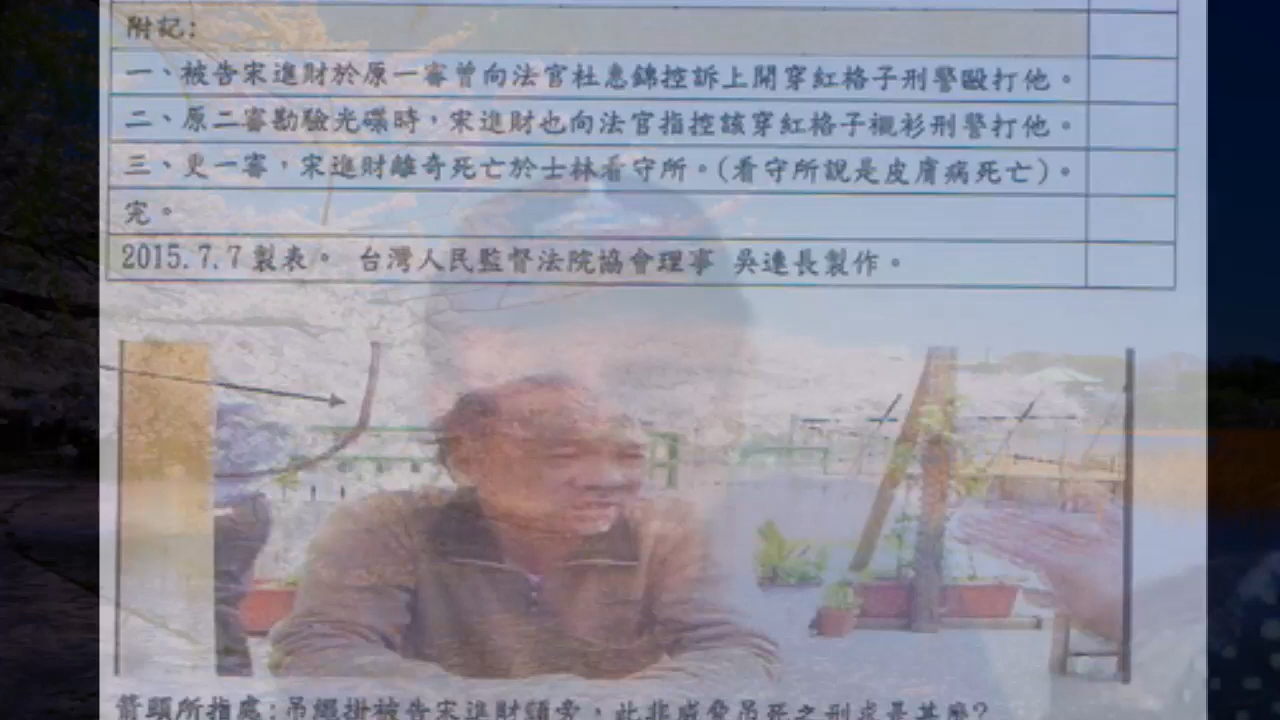 附記:
一、被告宋進財於原一審曾向法官杜惠錦控訴上開穿紅格子刑警毆打他。
二、原二審勘驗光碟時，宋進財也向法官指控該穿紅格子襯衫刑警打他。
三、更一審，宋進財離奇死亡於士林看守所。(看守所說是皮膚病死亡)。
完。
2015.7.7製表。 台灣人民監督法院協會理事 吳連長製作。
箭頭所指處:吊繩掛被告宋進財頭旁，此非威脅吊死之刑求是甚麼?